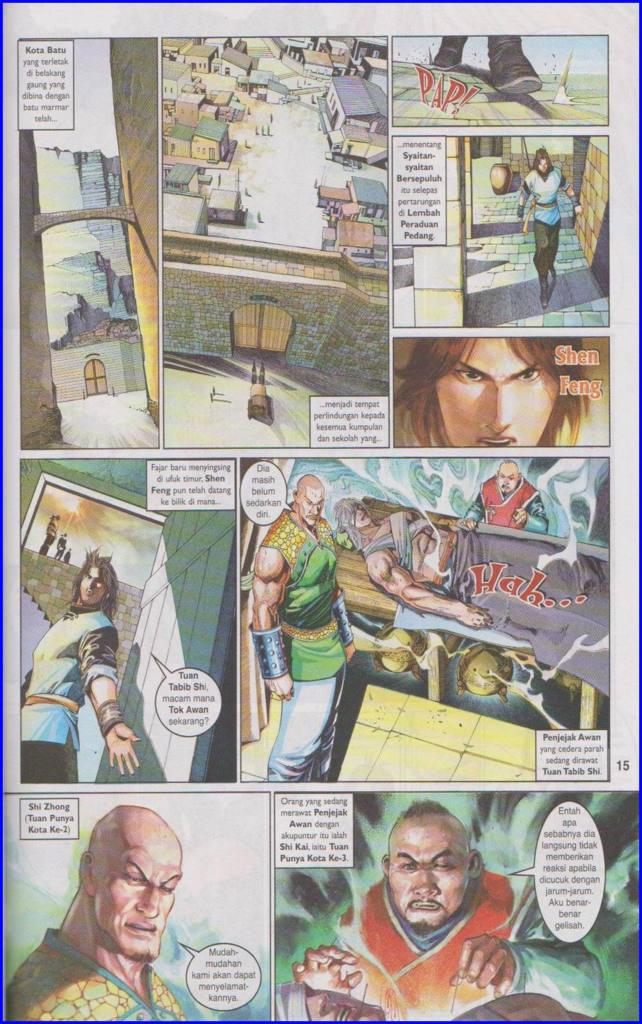 Kota Batu
yang terletak
di belakang
gaung yang
dibina dengan
batu marmar
telah...
...menjadi tempat
perlindungan kepada
kesemua kumpulan
dan sekolah yang...
PAP!
...menentang
Syaitan-
syaitan
Bersepuluh
itu selepas
pertarungan
di Lembah
Peraduan
Pedang.
Shen
Feng
Fajar baru menyingsing
di ufuk timur, Shen
Feng pun telah datang
ke bilik di mana...
Tuan
Tabib Shi,
macam mana
Tok Awan
sekarang?
Dia
masih
belum
sedarkan
diri.
Hah...
Penjejak Awan
yang cedera parah
sedang dirawat
Tuan Tabib Shi.
15
Shi Zhong
(Tuan Punya
Kota Ke-2)
Mudah-
mudahan
kami akan dapat
menyelamat-
kannya.
Orang yang sedang
merawat Penjejak
Awan dengan
akupuntur itu ialah
Shi Kai, iaitu Tuan
Punya Kota Ke-3.
Entah
apa
sebabnya dia
langsung tidak
memberikan
reaksi apabila
dicucuk dengan
jarum-jarum.
Aku benar-
benar
gelisah.